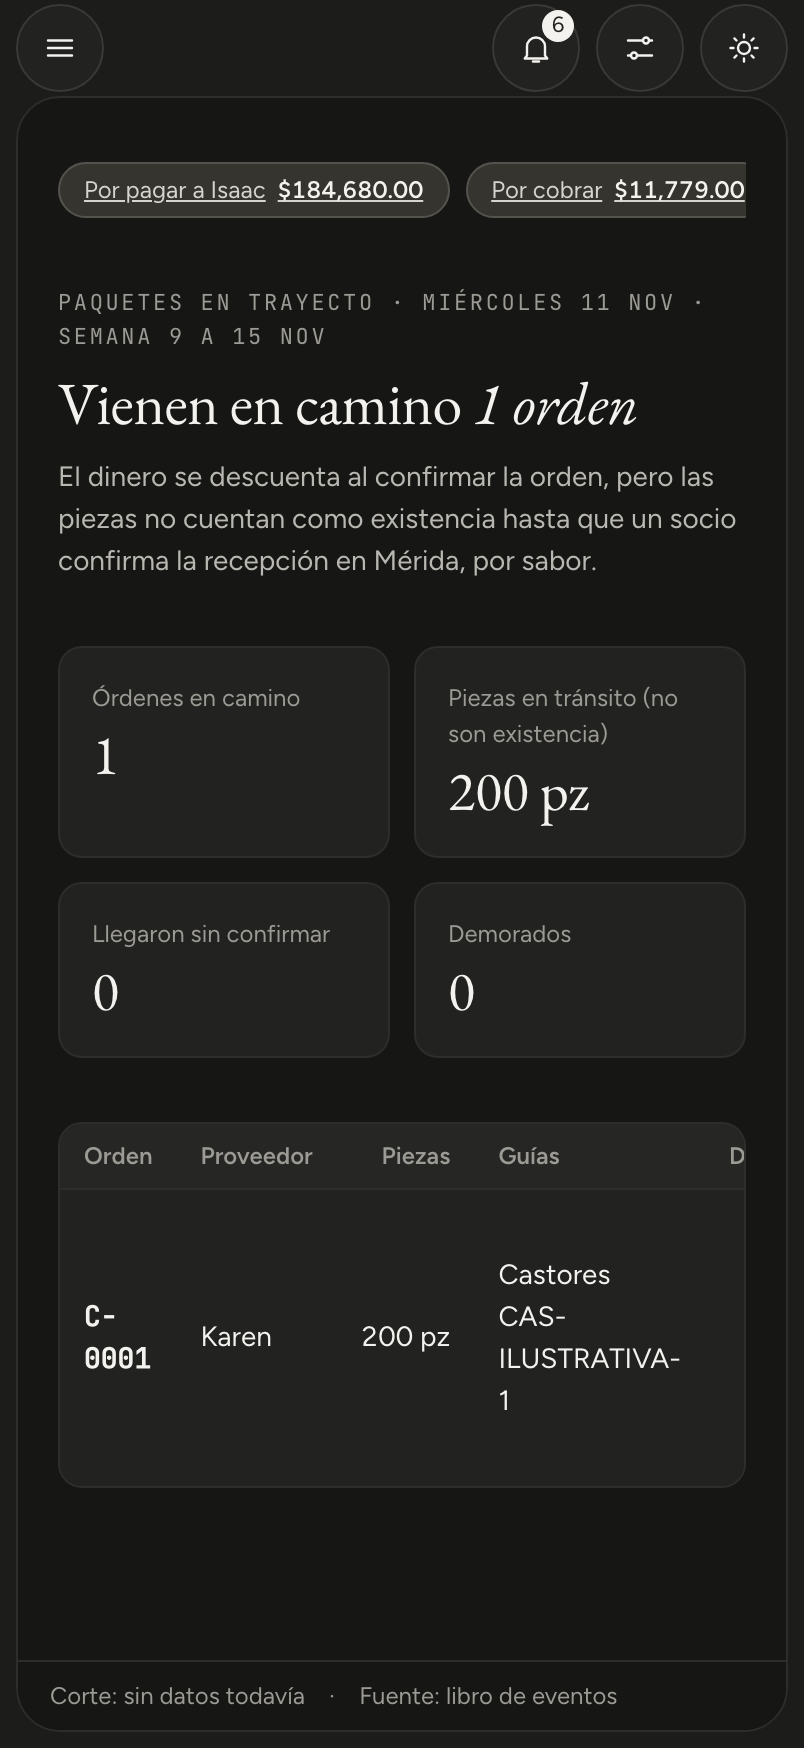 6
Por pagar a Isaac $184,680.00 Por cobrar $11,779.00
PAQUETES EN TRAYECTO · MIÉRCOLES 11 NOV ·
SEMANA 9 A 15 NOV
Vienen en camino 1 orden
El dinero se descuenta al confirmar la orden, pero las
piezas no cuentan como existencia hasta que un socio
confirma la recepción en Mérida, por sabor.
Órdenes en camino
1
Piezas en tránsito (no
son existencia)
200 pz
Llegaron sin confirmar
0
Demorados
0
Orden Proveedor Piezas Guías
C-
0001
Karen
200 pz
Castores
CAS-
ILUSTRATIVA-
1
Corte: sin datos todavía · Fuente: libro de eventos